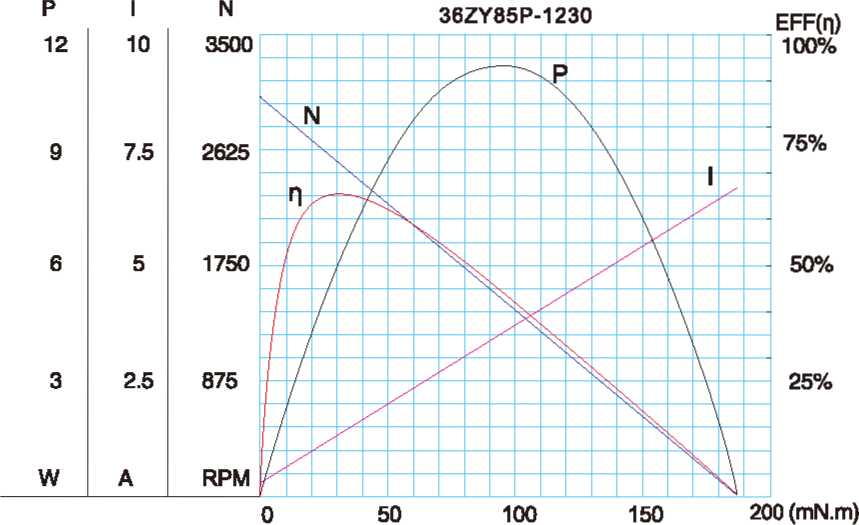 P I N 36ZY85P-1230 EFF(η)
12 10 3500 100%
P
N
9 7.5 2625 75%
I
η
6 5 1750 50%
3 2.5 875 25%
W A RPM
0 50 100 150 200 (mN.m)